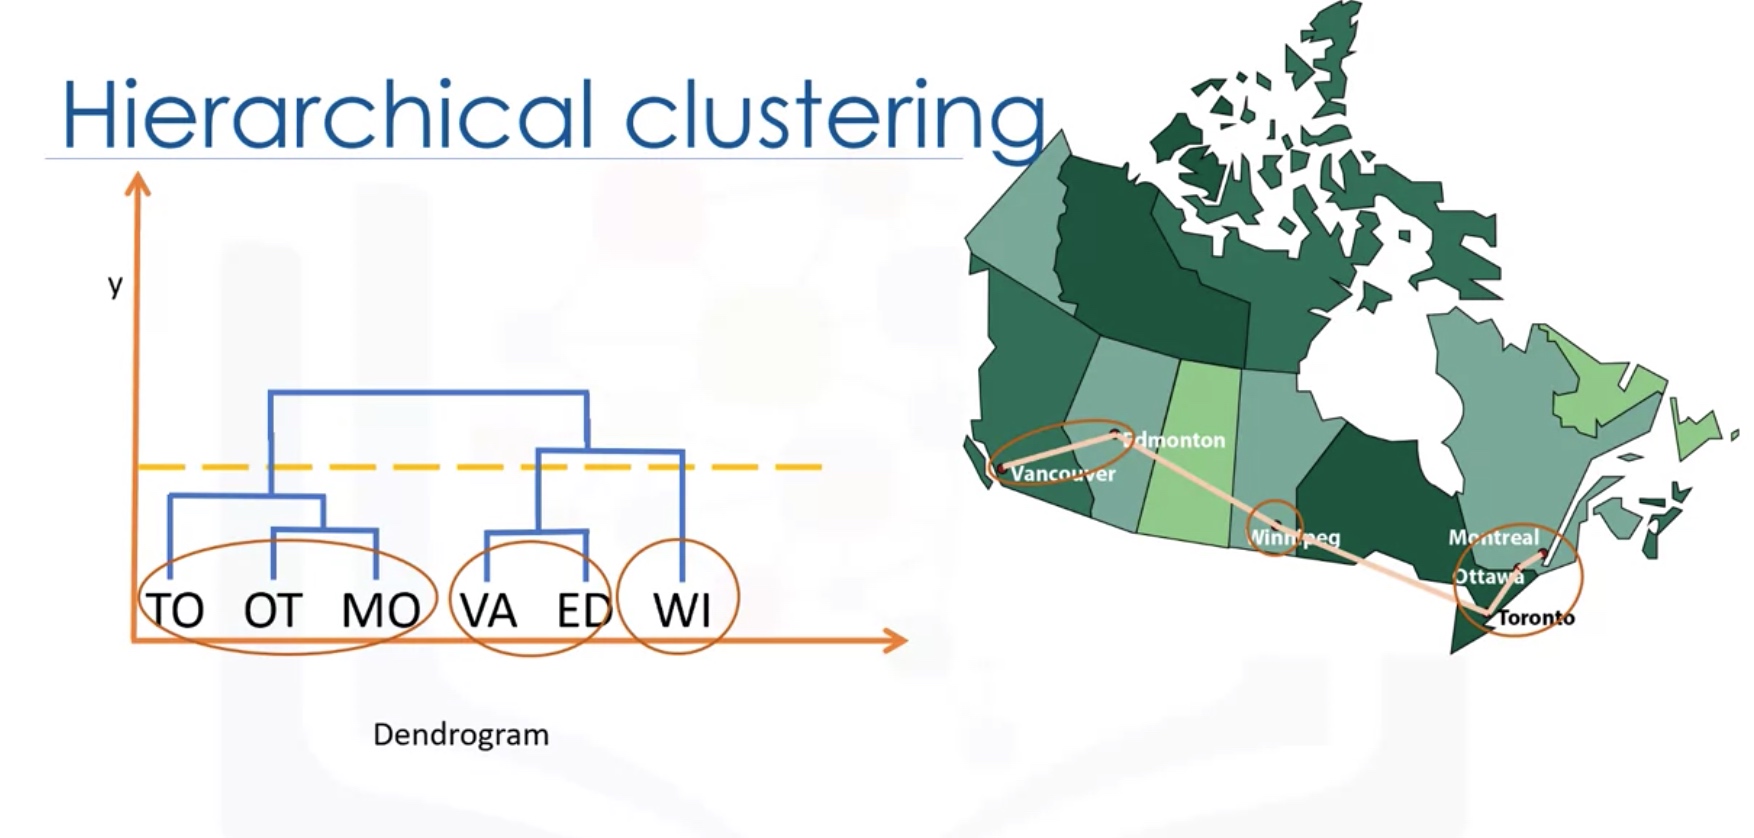 Hierarchical clustering
y
TO OT MO VA ED WI
Dendrogram
Edmonton
Vancouver
Winnipeg
Montreal
Ottawa
Toronto